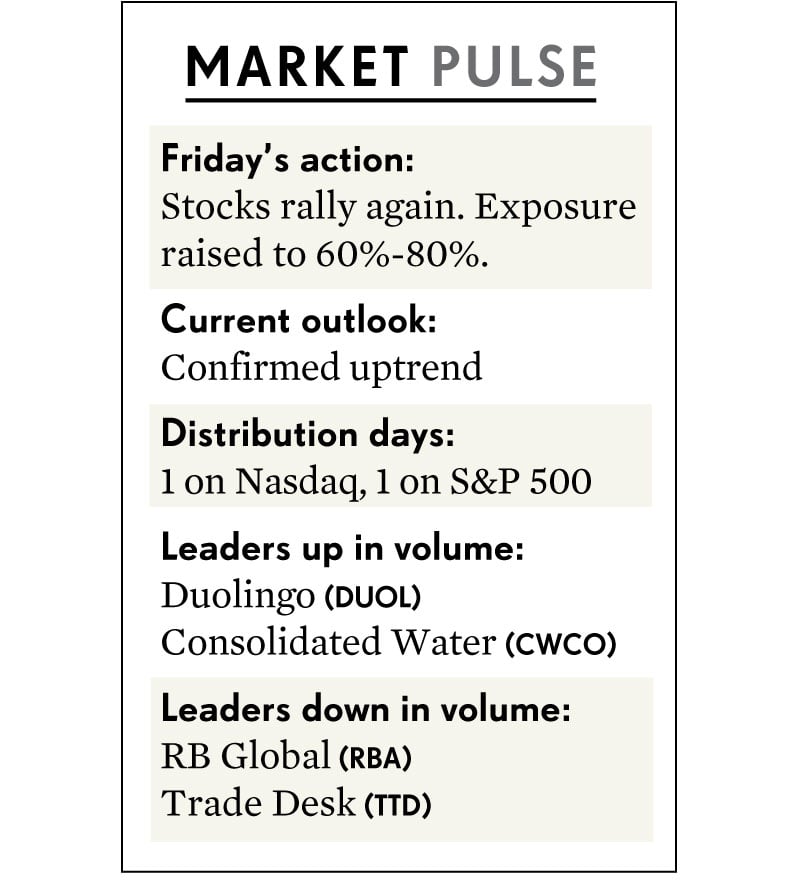 MARKET PULSE
Friday’s action:
Stocks rally again. Exposure
raised to 60%-80%.
Current outlook:
Confirmed uptrend
Distribution days:
1 on Nasdaq, 1 on S&P 500
Leaders up in volume:
Duolingo (DUOL)
Consolidated Water (CWCO)
Leaders down in volume:
RB Global (RBA)
Trade Desk (TTD)